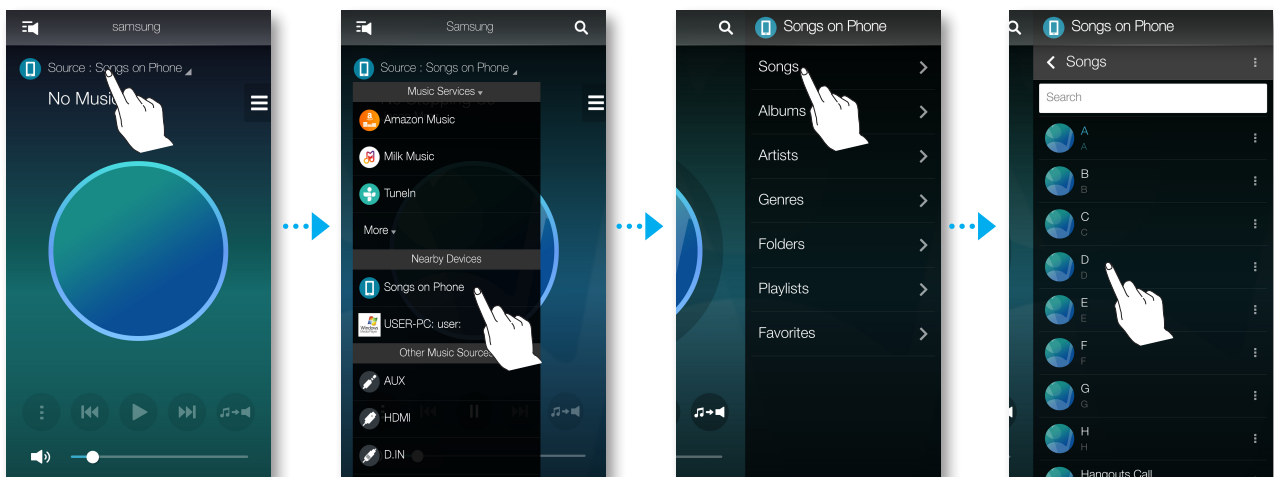 samsung
Source : Songs on Phone
No Music
Samsung
Source : Songs on Phone
Music Services
Amazon Music
Milk Music
TuneIn
More
Nearby Devices
Songs on Phone
USER-PC: user:
Other Music Sources
AUX
HDMI
D.IN
Songs on Phone
Songs
Albums
Artists
Genres
Folders
Playlists
Favorites
Songs on Phone
Songs
Search
A
A
B
B
C
C
D
D
E
E
F
F
G
G
H
H
Hangouts Call